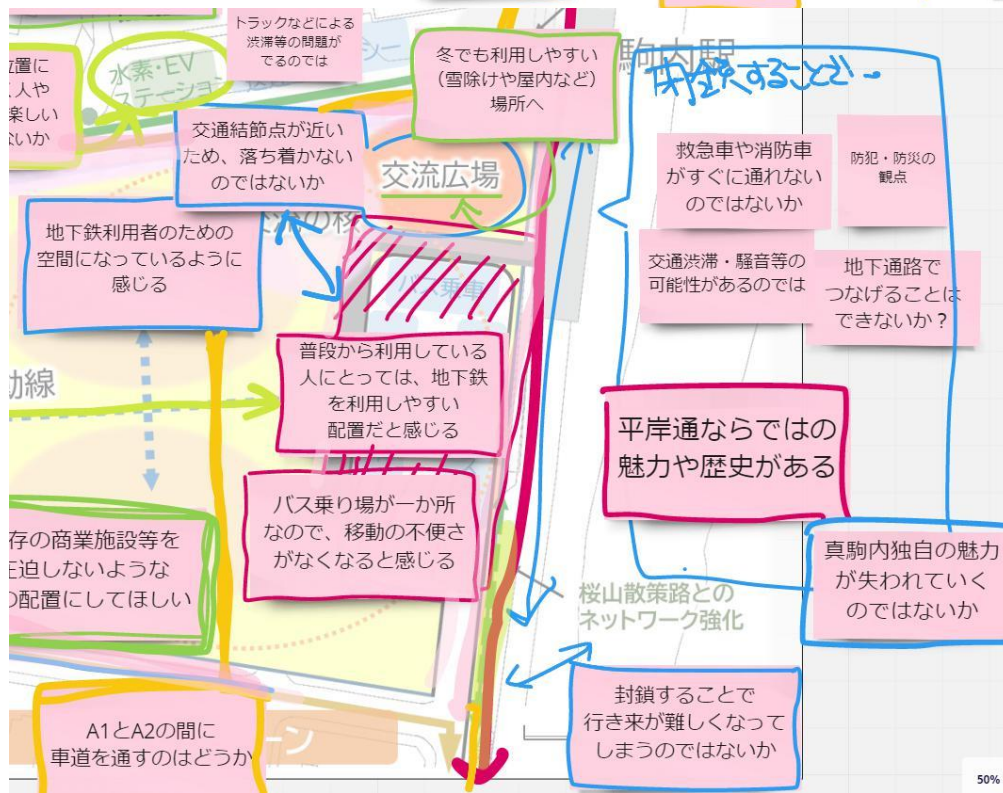 トラックなどによる
渋滞等の問題が
でるのでは
位置に
人や
楽しい
ないか
水素・EV
ステーション
冬でも利用しやすい
（雪除けや屋内など）
場所へ
駒内駅
することで
交通結節点が近い
ため、落ち着かない
のではないか
交流広場
救急車や消防車
がすぐに通れない
のではないか
防犯・防災の
観点
地下鉄利用者のための
空間になっているように
感じる
交流の核
バス乗車
交通渋滞・騒音等の
可能性があるのでは
地下通路で
つなげることは
できないか？
動線
普段から利用している
人にとっては、地下鉄
を利用しやすい
配置だと感じる
平岸通ならではの
魅力や歴史がある
バス乗り場が一か所
なので、移動の不便さ
がなくなると感じる
存の商業施設等を
圧迫しないような
の配置にしてほしい
真駒内独自の魅力
が失われていく
のではないか
桜山散策路との
ネットワーク強化
封鎖することで
行き来が難しくなって
しまうのではないか
A1とA2の間に
車道を通すのはどうか
ーン
50%